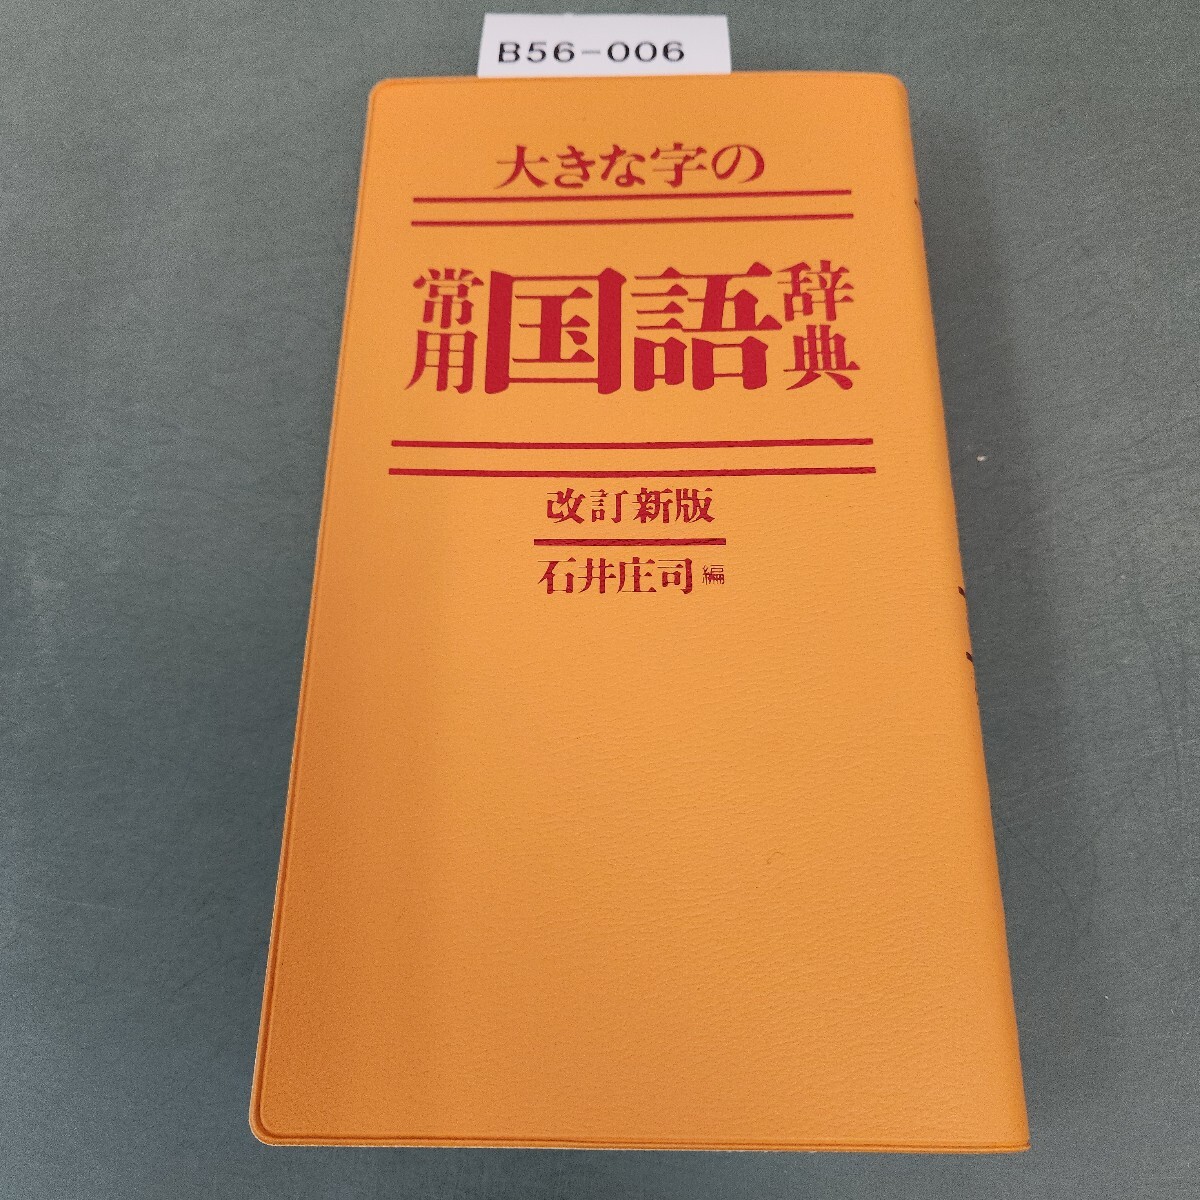 B56-006
大きな字の
常用国語辞典
改訂新版
石井庄司編